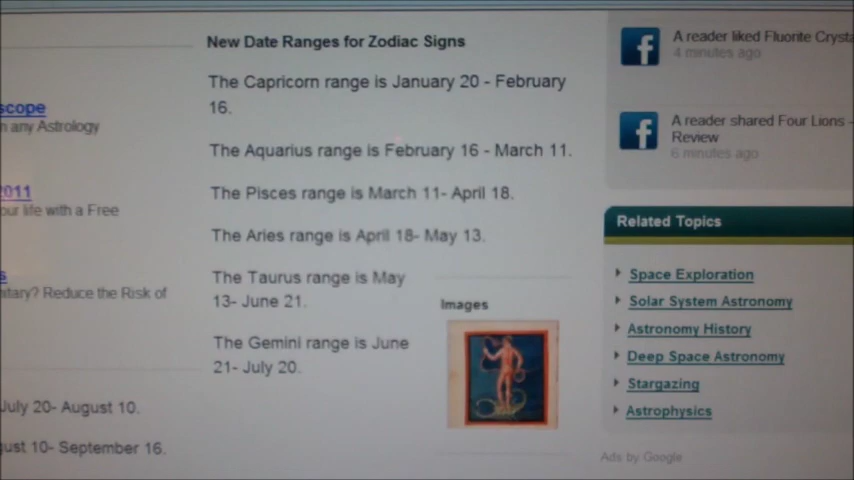 New Date Ranges for Zodiac Signs
The Capricorn range is January 20 - February
16.
The Aquarius range is February 16 - March 11.
The Pisces range is March 11- April 18.
The Aries range is April 18- May 13.
The Taurus range is May
13- June 21.
The Gemini range is June
21- July 20.
Images
scope
n any Astrology
2011
our life with a Free
s
nitary? Reduce the Risk of
July 20- August 10.
ust 10- September 16.
A reader liked Fluorite Crysta
4 minutes ago
A reader shared Four Lions -
Review
6 minutes ago
Related Topics
Space Exploration
Solar System Astronomy
Astronomy History
Deep Space Astronomy
Stargazing
Astrophysics
Ads by Google